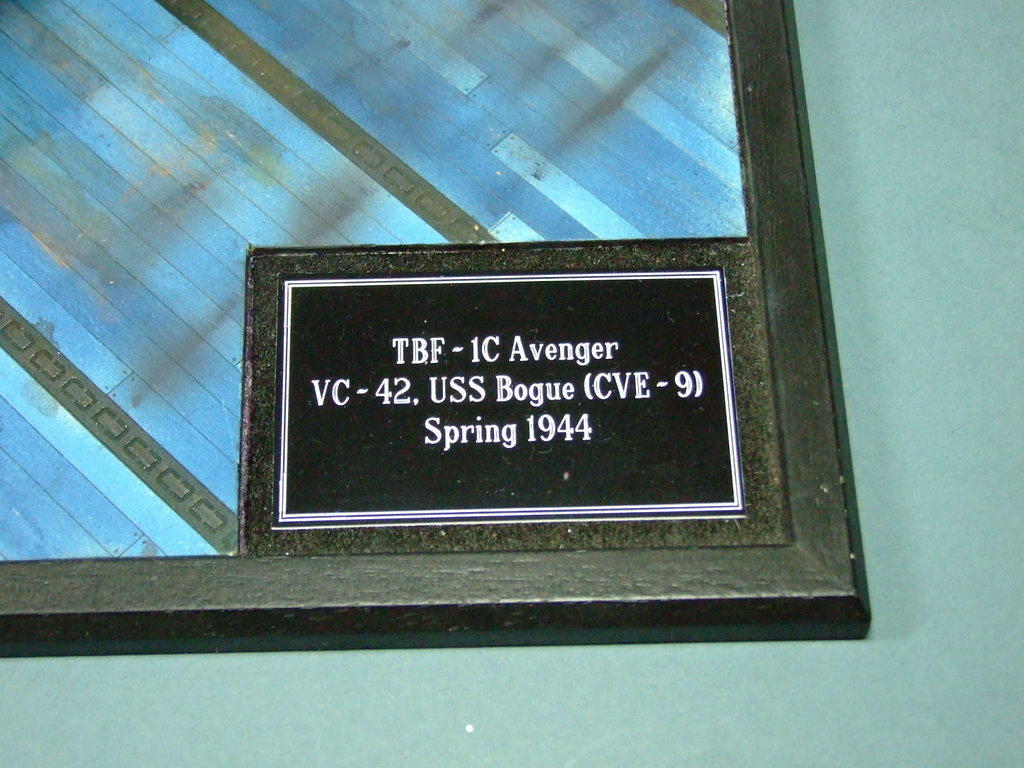 TBF - 1C Avenger
VC - 42, USS Bogue (CVE - 9)
Spring 1944